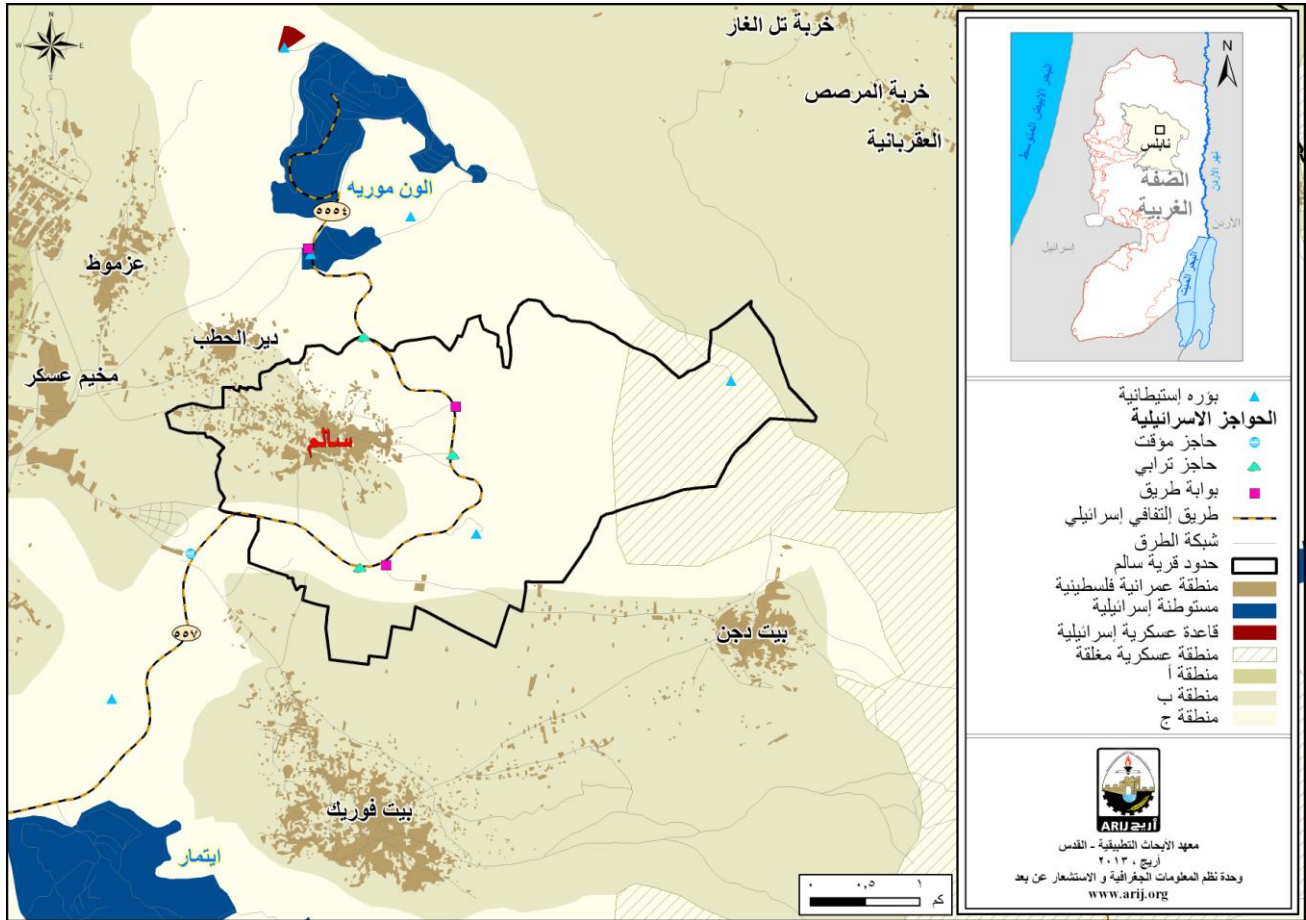 خربة تل الغار
خربة المرصص
العقربانية
الون موريه
٥٥٥٤
عزموط
دير الحطب
مخيم عسكر
سالم
٥٥٧
بيت دجن
بيت فوريك
ايتمار
٠ ٠,٥ ١
كم
N
W
E
S
N
البحر الابيض المتوسط
نهر الأردن
نابلس
الضفة
الغربية
الأردن
إسرائيل
البحر الميت
بؤره إستيطانية
الحواجز الاسرائيلية
حاجز مؤقت
حاجز ترابي
بوابة طريق
طريق إلتفافي إسرائيلي
شبكة الطرق
حدود قرية سالم
منطقة عمرانية فلسطينية
مستوطنة إسرائيلية
قاعدة عسكرية إسرائيلية
منطقة عسكرية مغلقة
منطقة أ
منطقة ب
منطقة ج
أريج ARIJ
معهد الأبحاث التطبيقية - القدس
أريج ، ٢٠١٣
وحدة نظم المعلومات الجغرافية و الاستشعار عن بعد
www.arij.org